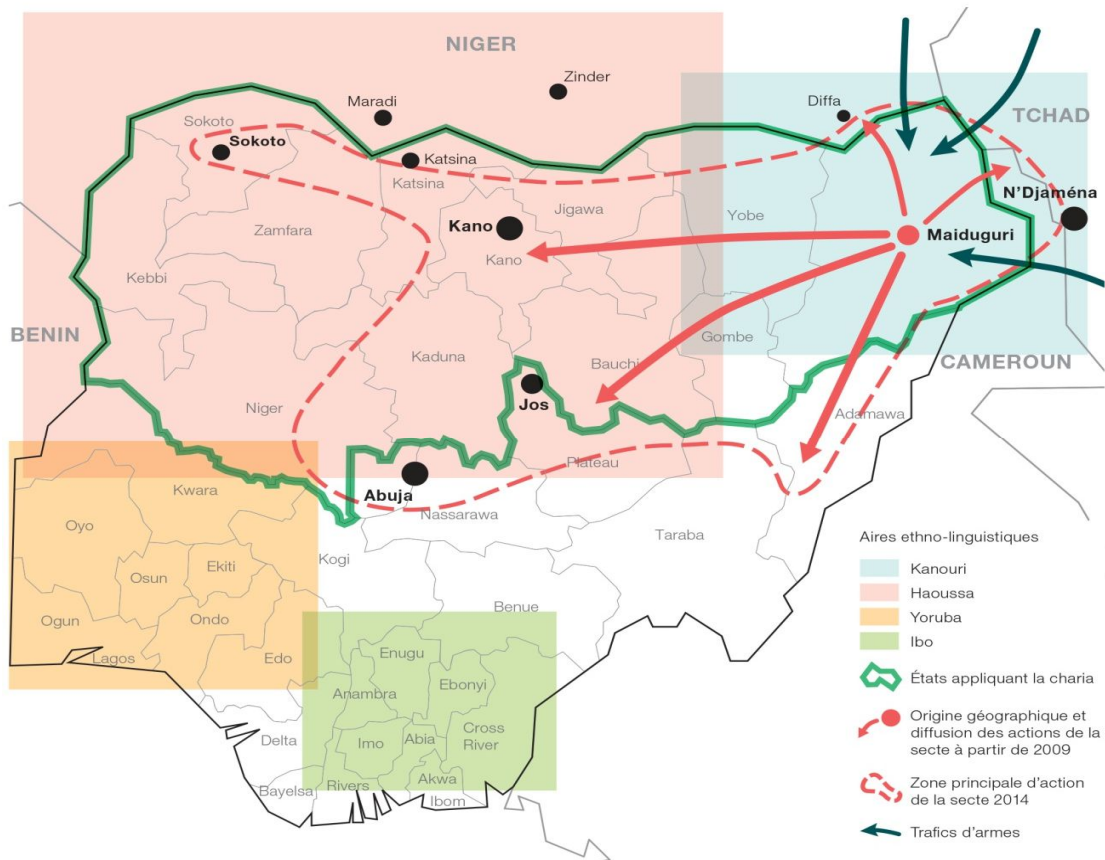 NIGER
Zinder
Maradi
Diffa
TCHAD
Sokoto
Sokoto
Katsina
Katsina
N'Djaména
Jigawa
Yobe
Kano
Maiduguri
Zamfara
Kano
Kebbi
BENIN
Gombe
Kaduna
Bauchi
CAMEROUN
Jos
Niger
Adamawa
Plateau
Abuja
Kwara
Nassarawa
Oyo
Taraba
Kogi
Osun
Ekiti
Benue
Ogun
Ondo
Enugu
Lagos
Edo
Ebonyi
Anambra
Cross
River
Delta
Imo
Abia
Bayelsa
Rivers
Akwa
Ibom
Aires ethno-linguistiques
Kanouri
Haoussa
Yoruba
Ibo
États appliquant la charia
Origine géographique et
diffusion des actions de la
secte à partir de 2009
Zone principale d'action
de la secte 2014
Trafics d'armes